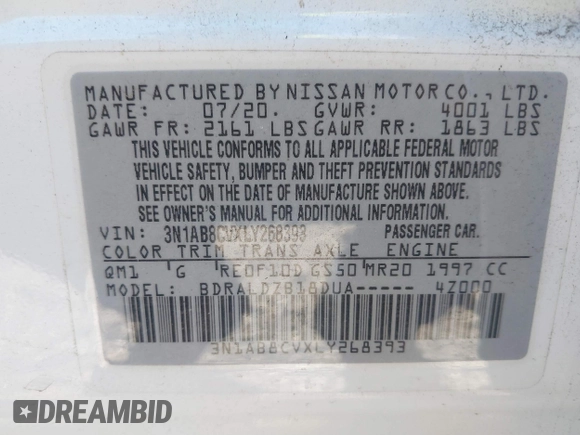 MANUFACTURED BY NISSAN MOTOR CO., LTD.
DATE: 07/20. GVWR: 4001 LBS
GAWR FR: 2161 LBS GAWR RR: 1863 LBS
THIS VEHICLE CONFORMS TO ALL APPLICABLE FEDERAL MOTOR
VEHICLE SAFETY, BUMPER AND THEFT PREVENTION STANDARDS
IN EFFECT ON THE DATE OF MANUFACTURE SHOWN ABOVE.
SEE OWNER'S MANUAL FOR ADDITIONAL INFORMATION.
VIN: 3N1AB8CVXLY268393 PASSENGER CAR.
COLOR TRIM TRANS AXLE ENGINE
QM1 G RE0F10D GS50 MR20 1997 CC
MODEL: BDRALDZB18DUA----- 4Z000
3N1AB8CVXLY268393
DREAMBID